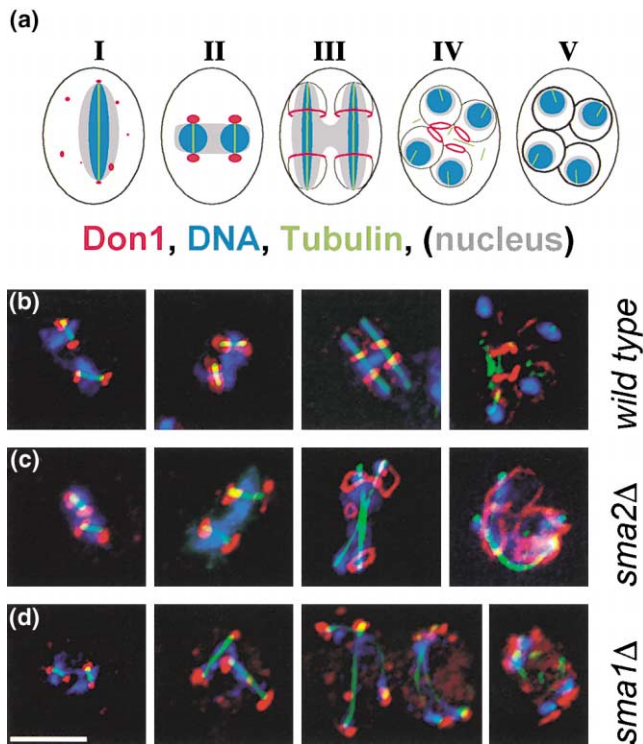 (a)
I II III IV V
Don1, DNA, Tubulin, (nucleus)
(b)
wild type
(c)
sma2Δ
(d)
sma1Δ